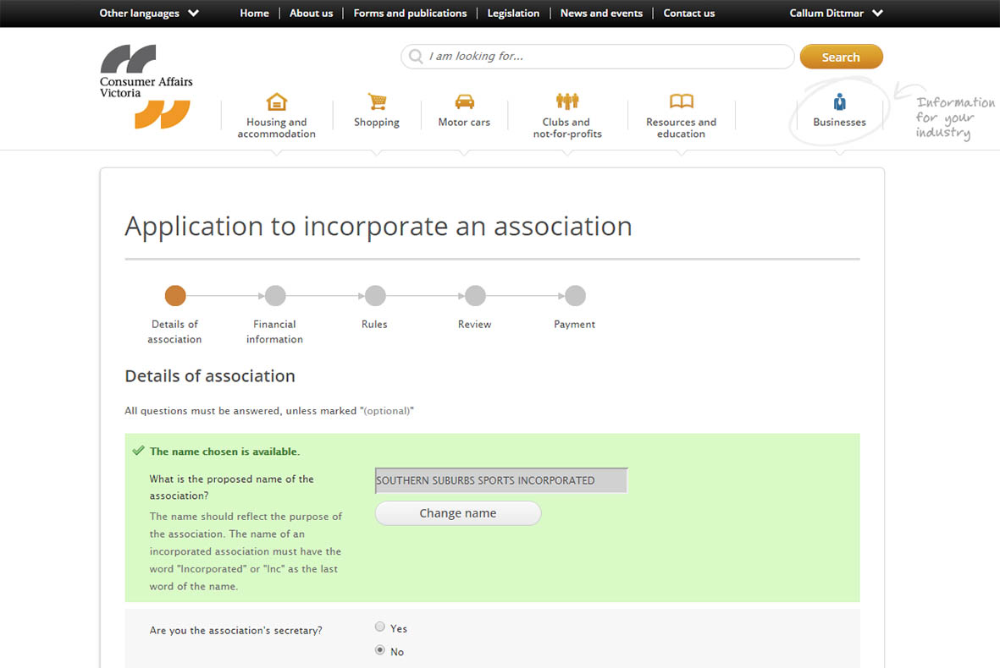 Other languages Home About us Forms and publications Legislation News and events Contact us Callum Dittmar
I am looking for... Search
Consumer Affairs
Victoria
Housing and
accommodation
Shopping
Motor cars
Clubs and
not-for-profits
Resources and
education
Businesses
Information
for your
industry
Application to incorporate an association
Details of
association
Financial
information
Rules
Review
Payment
Details of association
All questions must be answered, unless marked "(optional)"
The name chosen is available.
What is the proposed name of the
association?
SOUTHERN SUBURBS SPORTS INCORPORATED
Change name
The name should reflect the purpose of
the association. The name of an
incorporated association must have the
word "Incorporated" or "Inc" as the last
word of the name.
Are you the association's secretary?
Yes
No